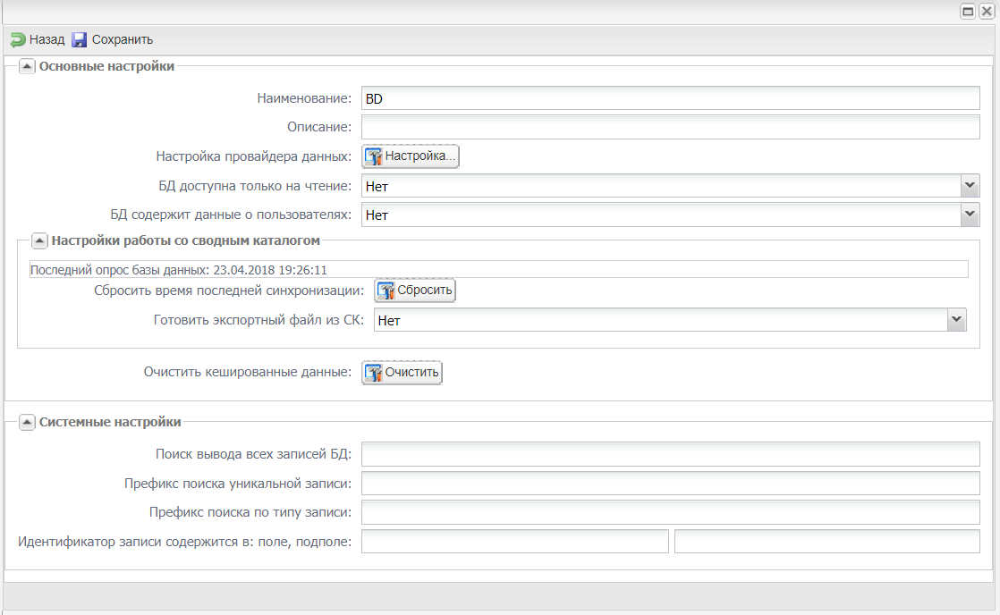 Назад Сохранить
Основные настройки
Наименование: BD
Описание:
Настройка провайдера данных: Настройка...
БД доступна только на чтение: Нет
БД содержит данные о пользователях: Нет
Настройки работы со сводным каталогом
Последний опрос базы данных: 23.04.2018 19:26:11
Сбросить время последней синхронизации: Сбросить
Готовить экспортный файл из СК: Нет
Очистить кешированные данные: Очистить
Системные настройки
Поиск вывода всех записей БД:
Префикс поиска уникальной записи:
Префикс поиска по типу записи:
Идентификатор записи содержится в: поле, подполе: